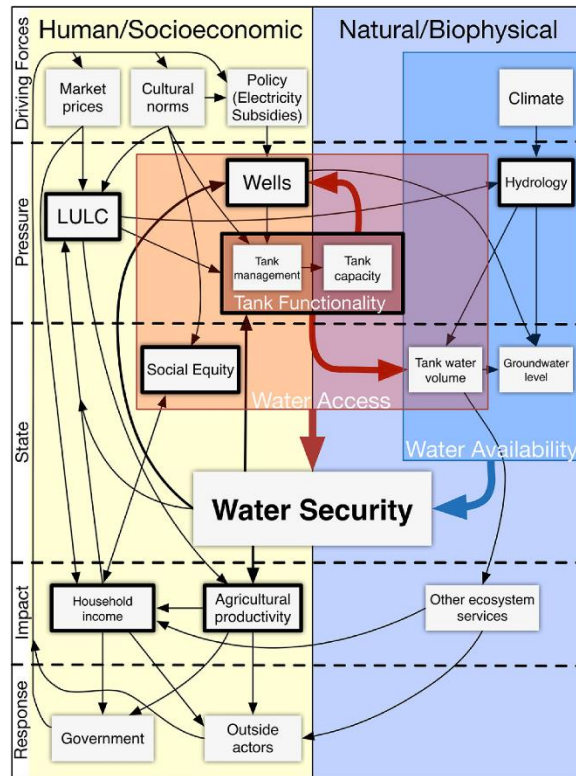 Human/Socioeconomic
Natural/Biophysical
Driving Forces
Market
prices
Cultural
norms
Policy
(Electricity
Subsidies)
Climate
Pressure
LULC
Wells
Hydrology
Tank
management
Tank
capacity
Tank Functionality
State
Social Equity
Tank water
volume
Groundwater
level
Water Access
Water Availability
Water Security
Impact
Household
income
Agricultural
productivity
Other ecosystem
services
Response
Government
Outside
actors